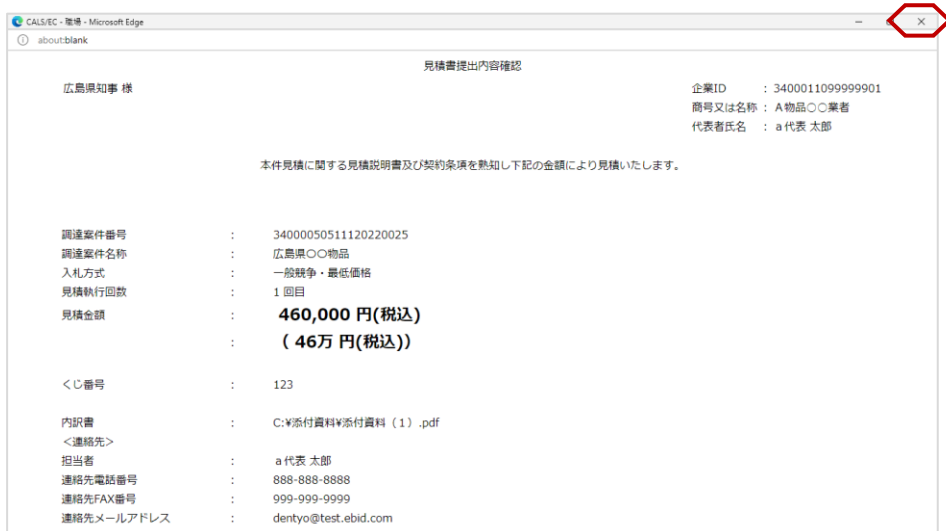 CALS/EC - 職場 - Microsoft Edge
about:blank
見積書提出内容確認
広島県知事 様
企業ID : 3400011099999901
商号又は名称 : A物品○○業者
代表者氏名 : a代表 太郎
本件見積に関する見積説明書及び契約条項を熟知し下記の金額により見積いたします。
調達案件番号 : 34000050511120220025
調達案件名称 : 広島県○○物品
入札方式 : 一般競争・最低価格
見積執行回数 : 1 回目
見積金額 : 460,000 円(税込)
: ( 46万 円(税込))
くじ番号 : 123
内訳書 : C:¥添付資料¥添付資料(1).pdf
<連絡先>
担当者 : a代表 太郎
連絡先電話番号 : 888-888-8888
連絡先FAX番号 : 999-999-9999
連絡先メールアドレス : dentyo@test.ebid.com